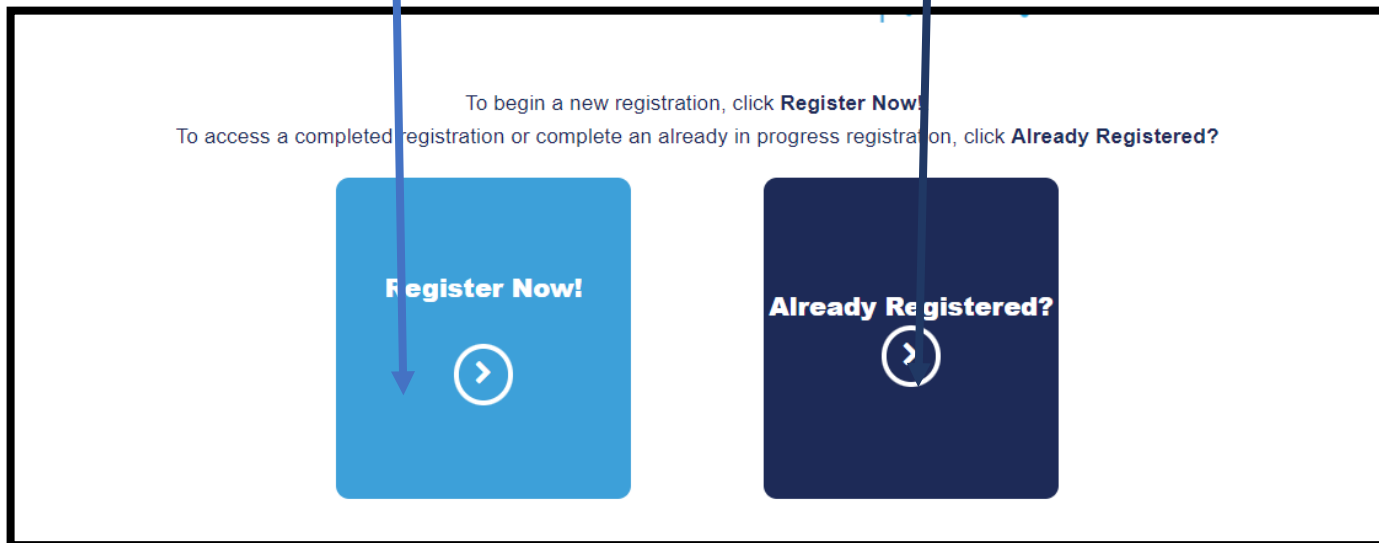 To begin a new registration, click Register Now!
To access a completed registration or complete an already in progress registration, click Already Registered?
Register Now!
Already Registered?